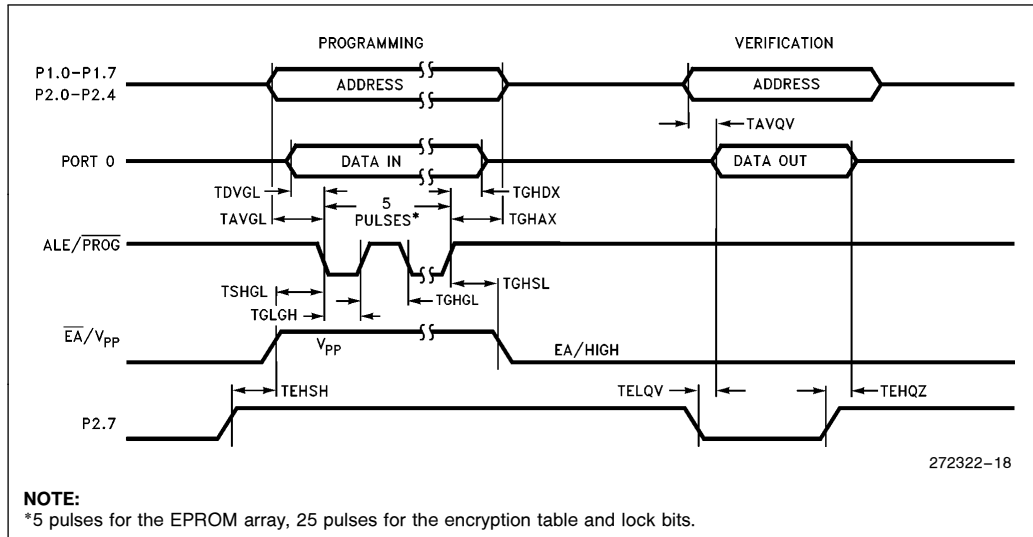 PROGRAMMING VERIFICATION
P1.0–P1.7
P2.0–P2.4
ADDRESS ADDRESS
TAVQV
PORT 0 DATA IN DATA OUT
TDVGL 5 TGHDX
TAVGL PULSES* TGHAX
ALE/PROG
TSHGL TGHGL TGHSL
TGLGH
EA/VPP VPP EA/HIGH
TEHSH TELQV TEHQZ
P2.7
272322–18
NOTE:
*5 pulses for the EPROM array, 25 pulses for the encryption table and lock bits.